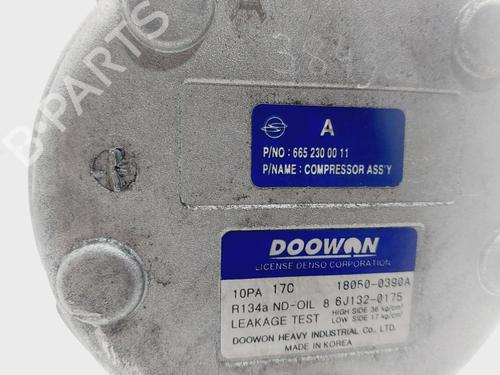 384
A
P/NO : 665 230 00 11
P/NAME : COMPRESSOR ASS'Y
DOOWON
LICENSE DENSO CORPORATION
10PA 17C 18050-0390A
R134a ND-OIL 8 6J132-0175
LEAKAGE TEST HIGH SIDE 36 kg/cm²
LOW SIDE 17 kg/cm²
DOOWON HEAVY INDUSTRIAL CO., LTD.
MADE IN KOREA
B-PARTS